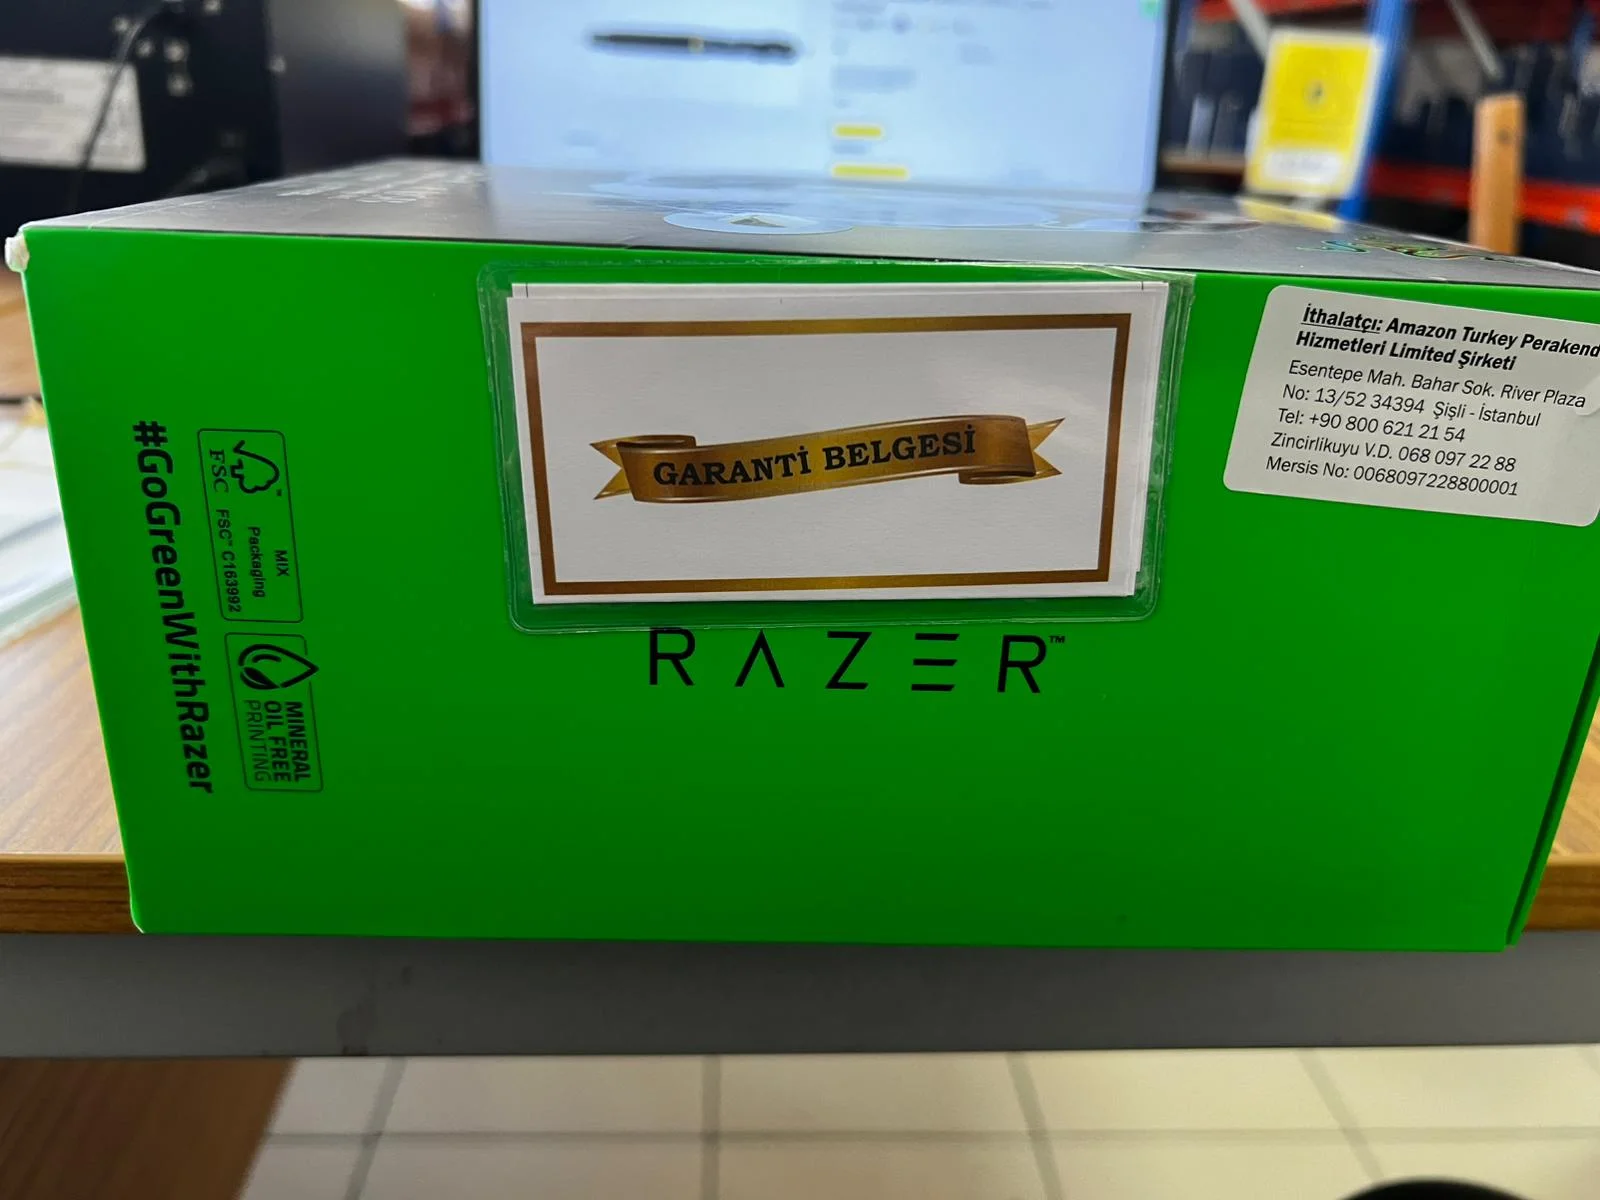 GARANTİ BELGESİ
RAZER™
İthalatçı: Amazon Turkey Perakend
Hizmetleri Limited Şirketi
Esentepe Mah. Bahar Sok. River Plaza
No: 13/52 34394 Şişli - İstanbul
Tel: +90 800 621 21 54
Zincirlikuyu V.D. 068 097 22 88
Mersis No: 0068097228800001
#GoGreenWithRazer
FSC
MIX
Packaging
FSC™ C163992
MINERAL
OIL FREE
PRINTING